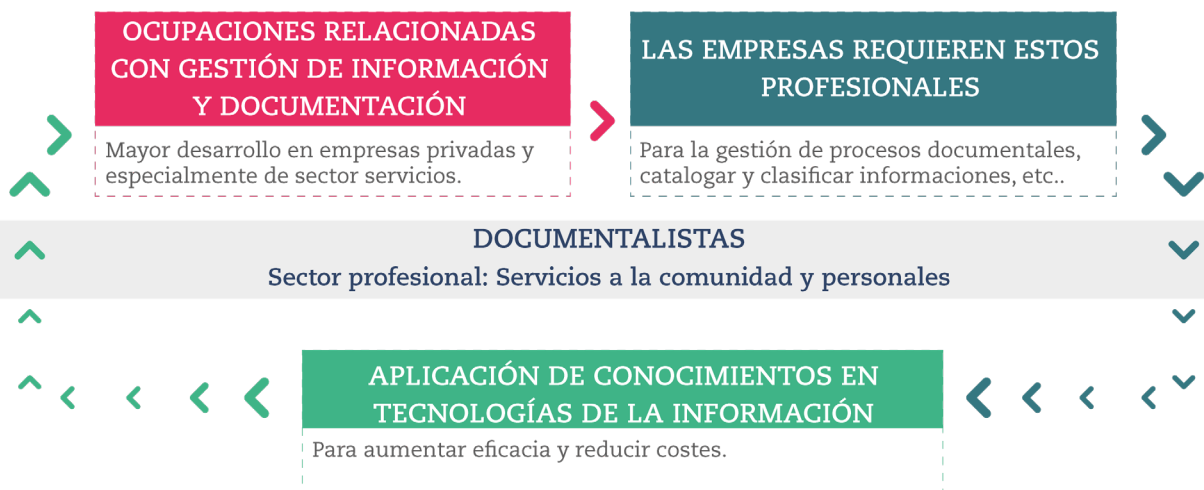 OCUPACIONES RELACIONADAS
CON GESTIÓN DE INFORMACIÓN
Y DOCUMENTACIÓN
Mayor desarrollo en empresas privadas y
especialmente de sector servicios.
LAS EMPRESAS REQUIEREN ESTOS
PROFESIONALES
Para la gestión de procesos documentales,
catalogar y clasificar informaciones, etc..
DOCUMENTALISTAS
Sector profesional: Servicios a la comunidad y personales
APLICACIÓN DE CONOCIMIENTOS EN
TECNOLOGÍAS DE LA INFORMACIÓN
Para aumentar eficacia y reducir costes.